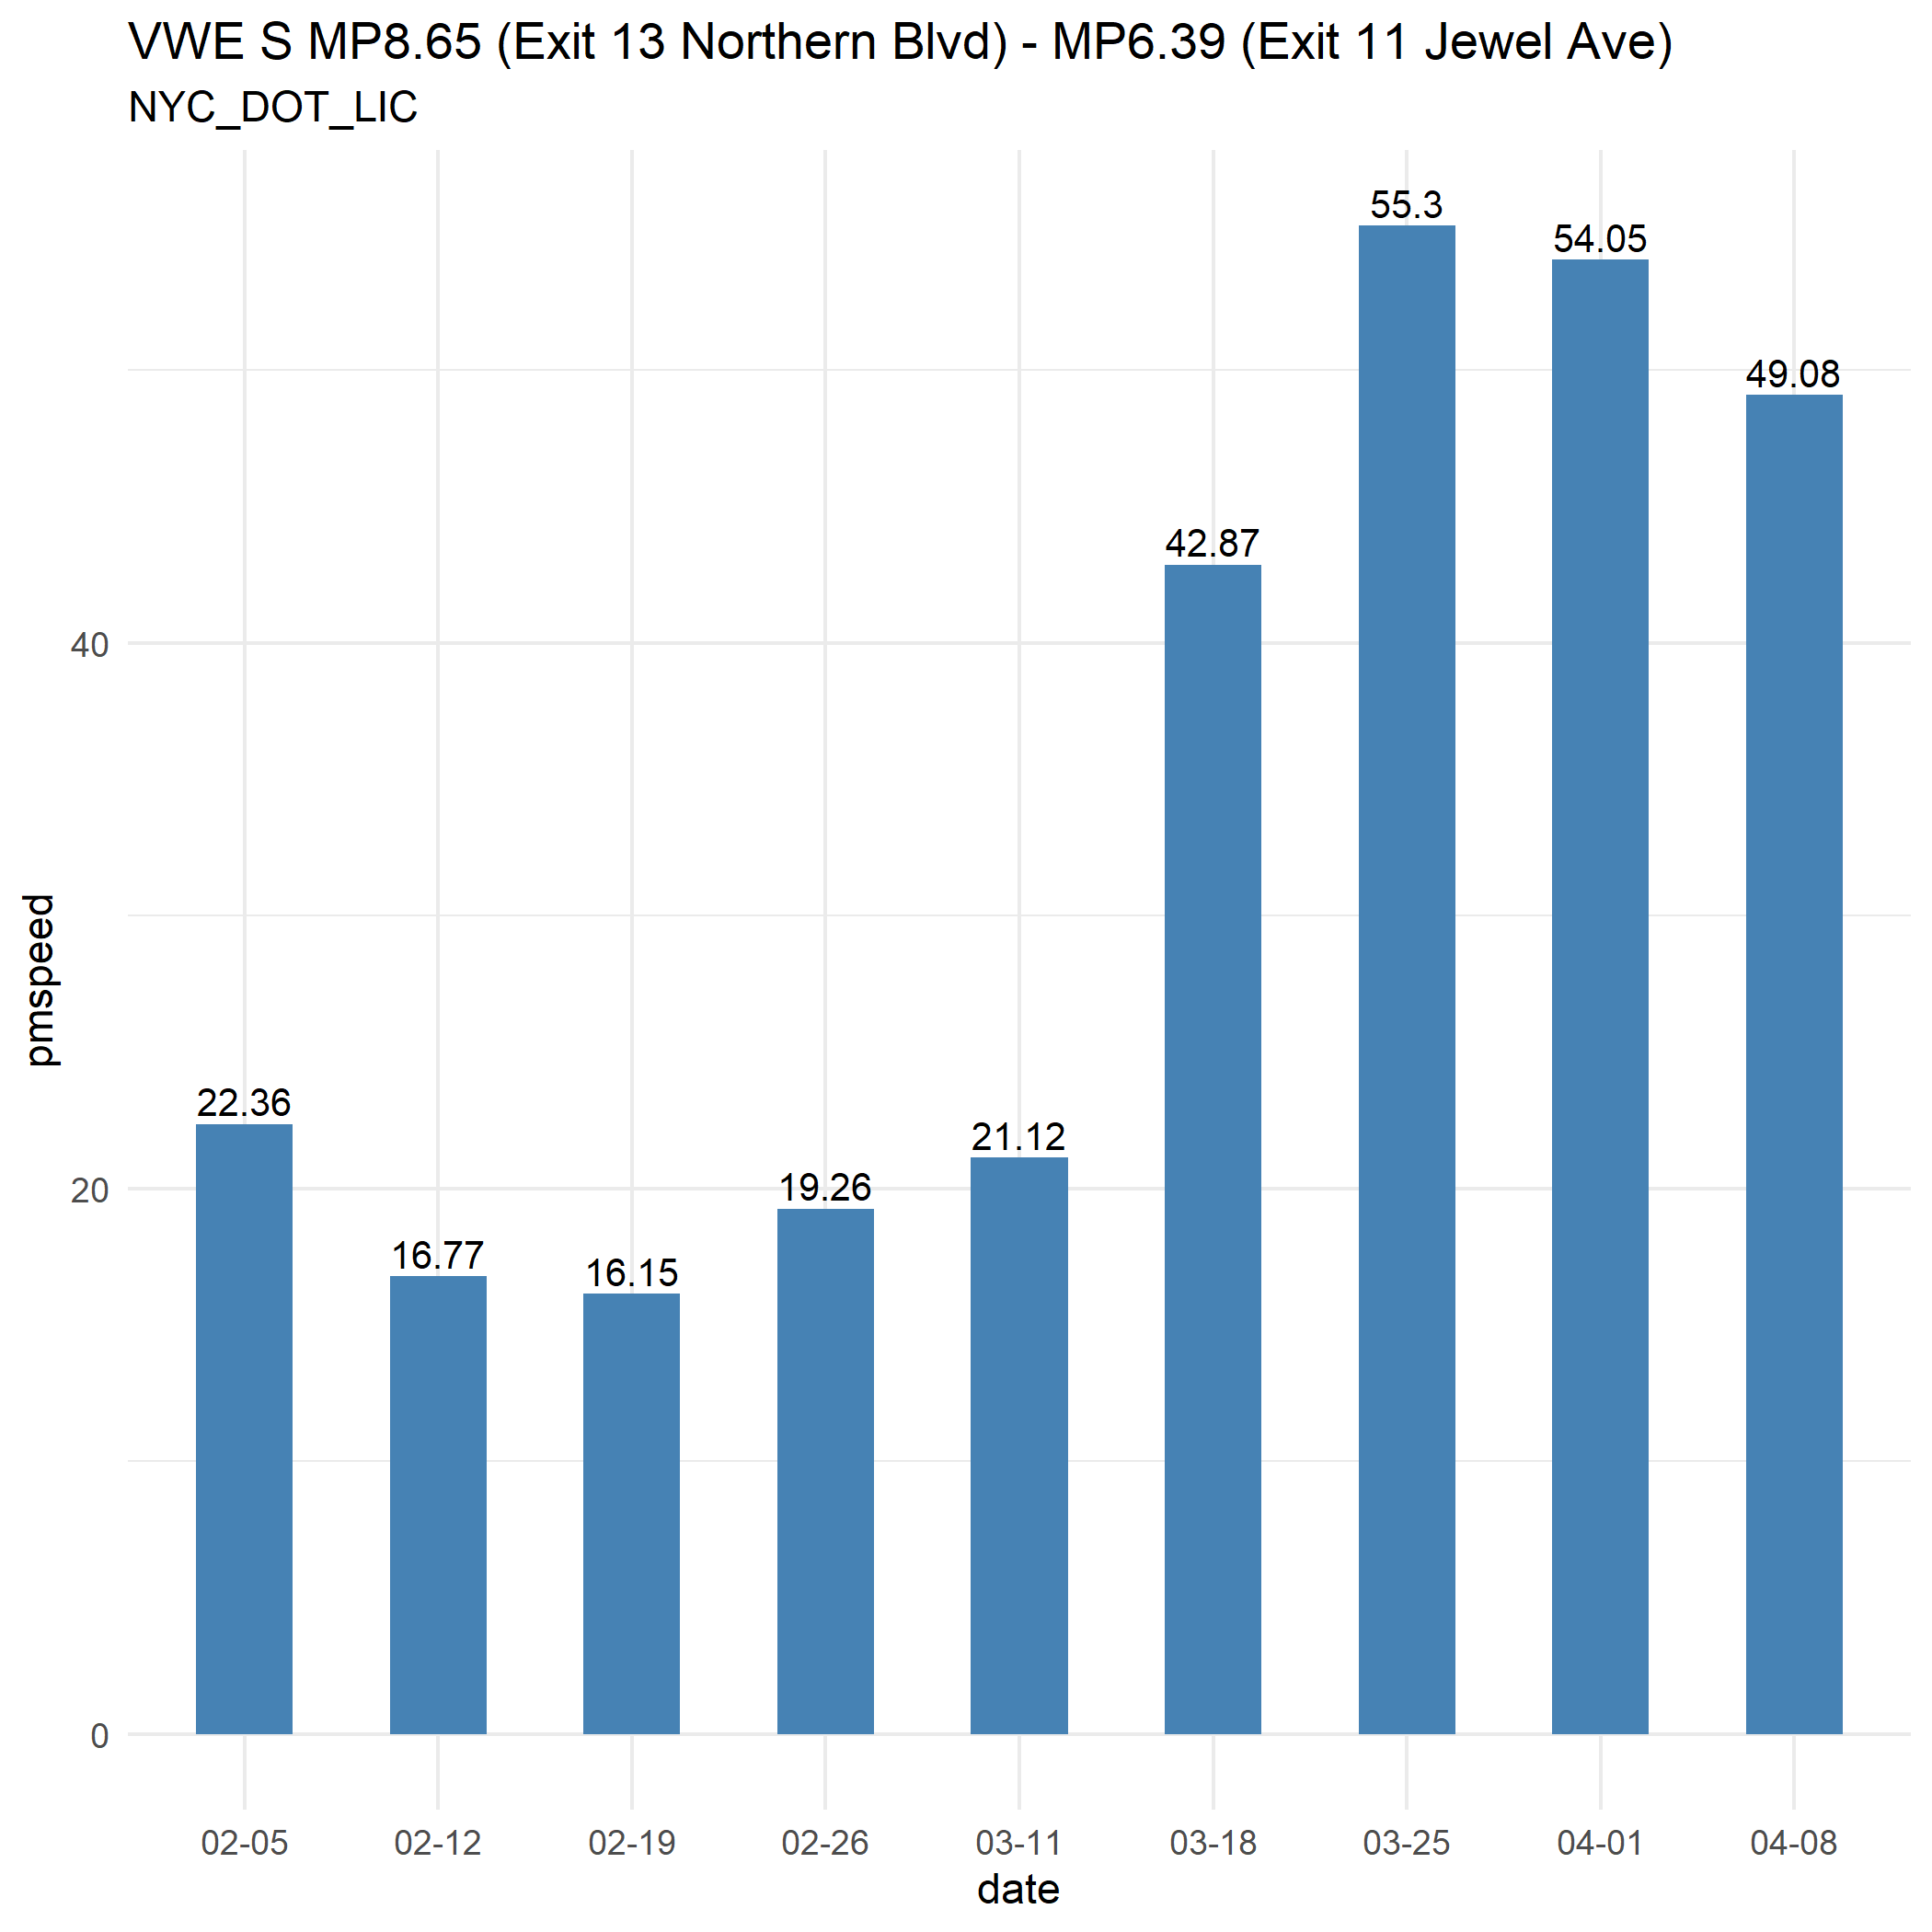 VWE S MP8.65 (Exit 13 Northern Blvd) - MP6.39 (Exit 11 Jewel Ave)
NYC_DOT_LIC
55.3
54.05
49.08
42.87
40
pmspeed
22.36
21.12
20
19.26
16.77
16.15
0
02-05 02-12 02-19 02-26 03-11 03-18 03-25 04-01 04-08
date